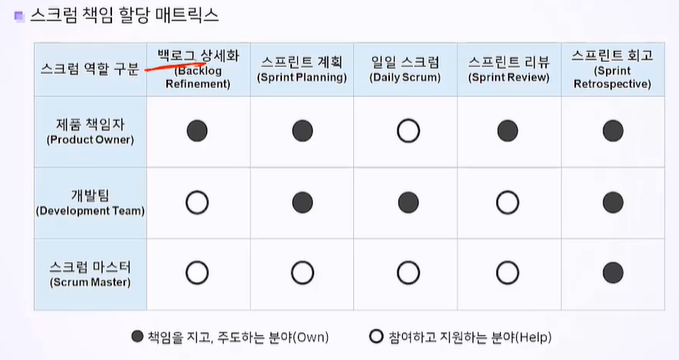 스크럼 책임 할당 매트릭스
스크럼 역할 구분
백로그 상세화
(Backlog
Refinement)
스프린트 계획
(Sprint Planning)
일일 스크럼
(Daily Scrum)
스프린트 리뷰
(Sprint Review)
스프린트 회고
(Sprint
Retrospective)
제품 책임자
(Product Owner)
개발팀
(Development Team)
스크럼 마스터
(Scrum Master)
책임을 지고, 주도하는 분야(Own)
참여하고 지원하는 분야(Help)